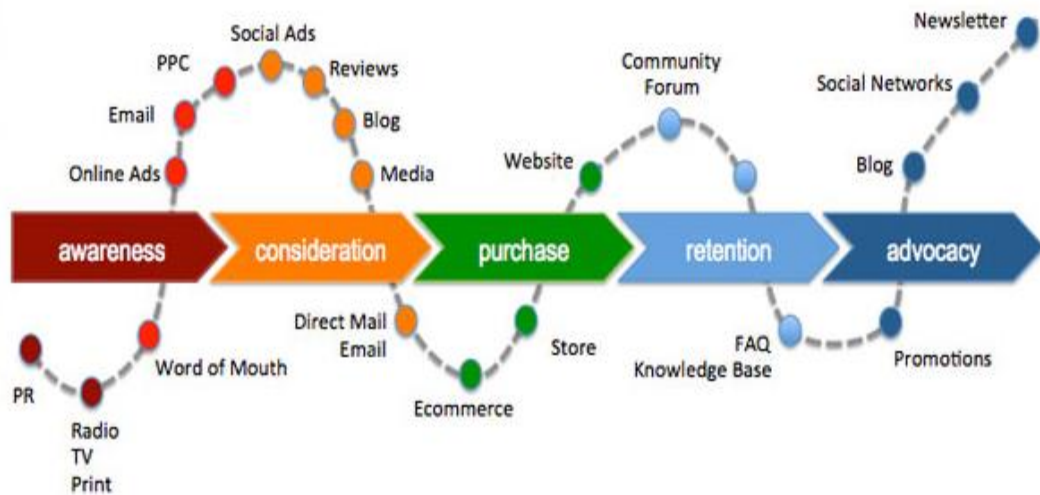 Newsletter
Social Ads
PPC
Reviews
Community
Forum
Social Networks
Email
Blog
Website
Blog
Online Ads
Media
awareness
consideration
purchase
retention
advocacy
Direct Mail
Email
Store
FAQ
Knowledge Base
Promotions
Word of Mouth
PR
Ecommerce
Radio
TV
Print